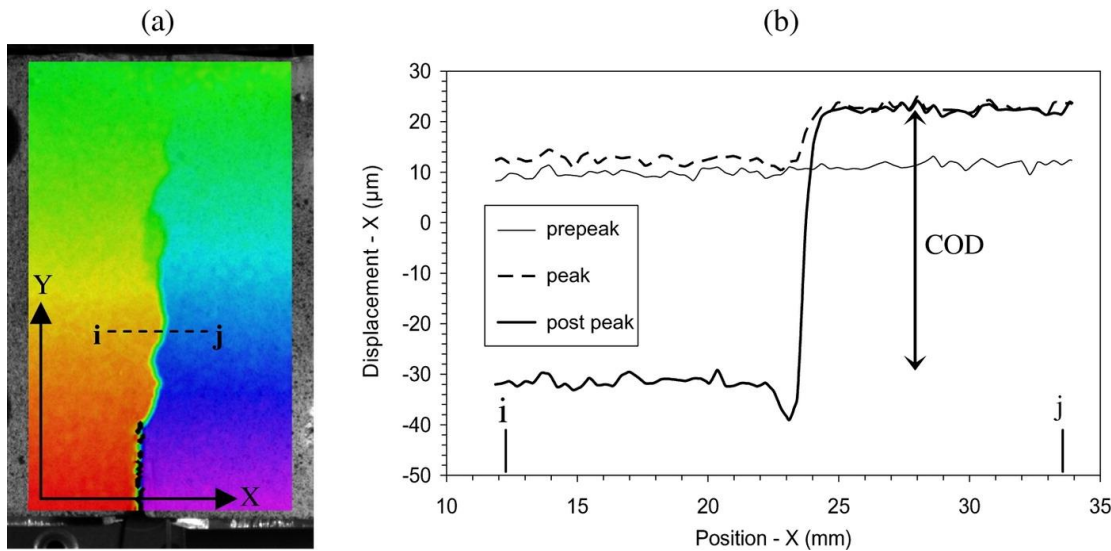 (a)
(b)
Y
i
j
X
30
20
10
0
-10
-20
-30
-40
-50
Displacement - X (µm)
prepeak
peak
post peak
COD
i
j
10
15
20
25
30
35
Position - X (mm)